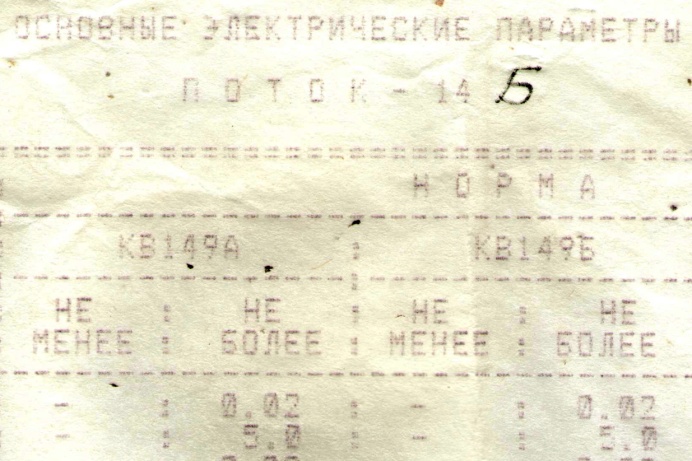 ОСНОВНЫЕ ЭЛЕКТРИЧЕСКИЕ ПАРАМЕТРЫ
П О Т О К - 14 Б
Н О Р М А
КВ149А : КВ149Б
НЕ : НЕ : НЕ : НЕ
МЕНЕЕ : БОЛЕЕ : МЕНЕЕ : БОЛЕЕ
- : 0.02 : - : 0.02
- : 5.0 : - : 5.0